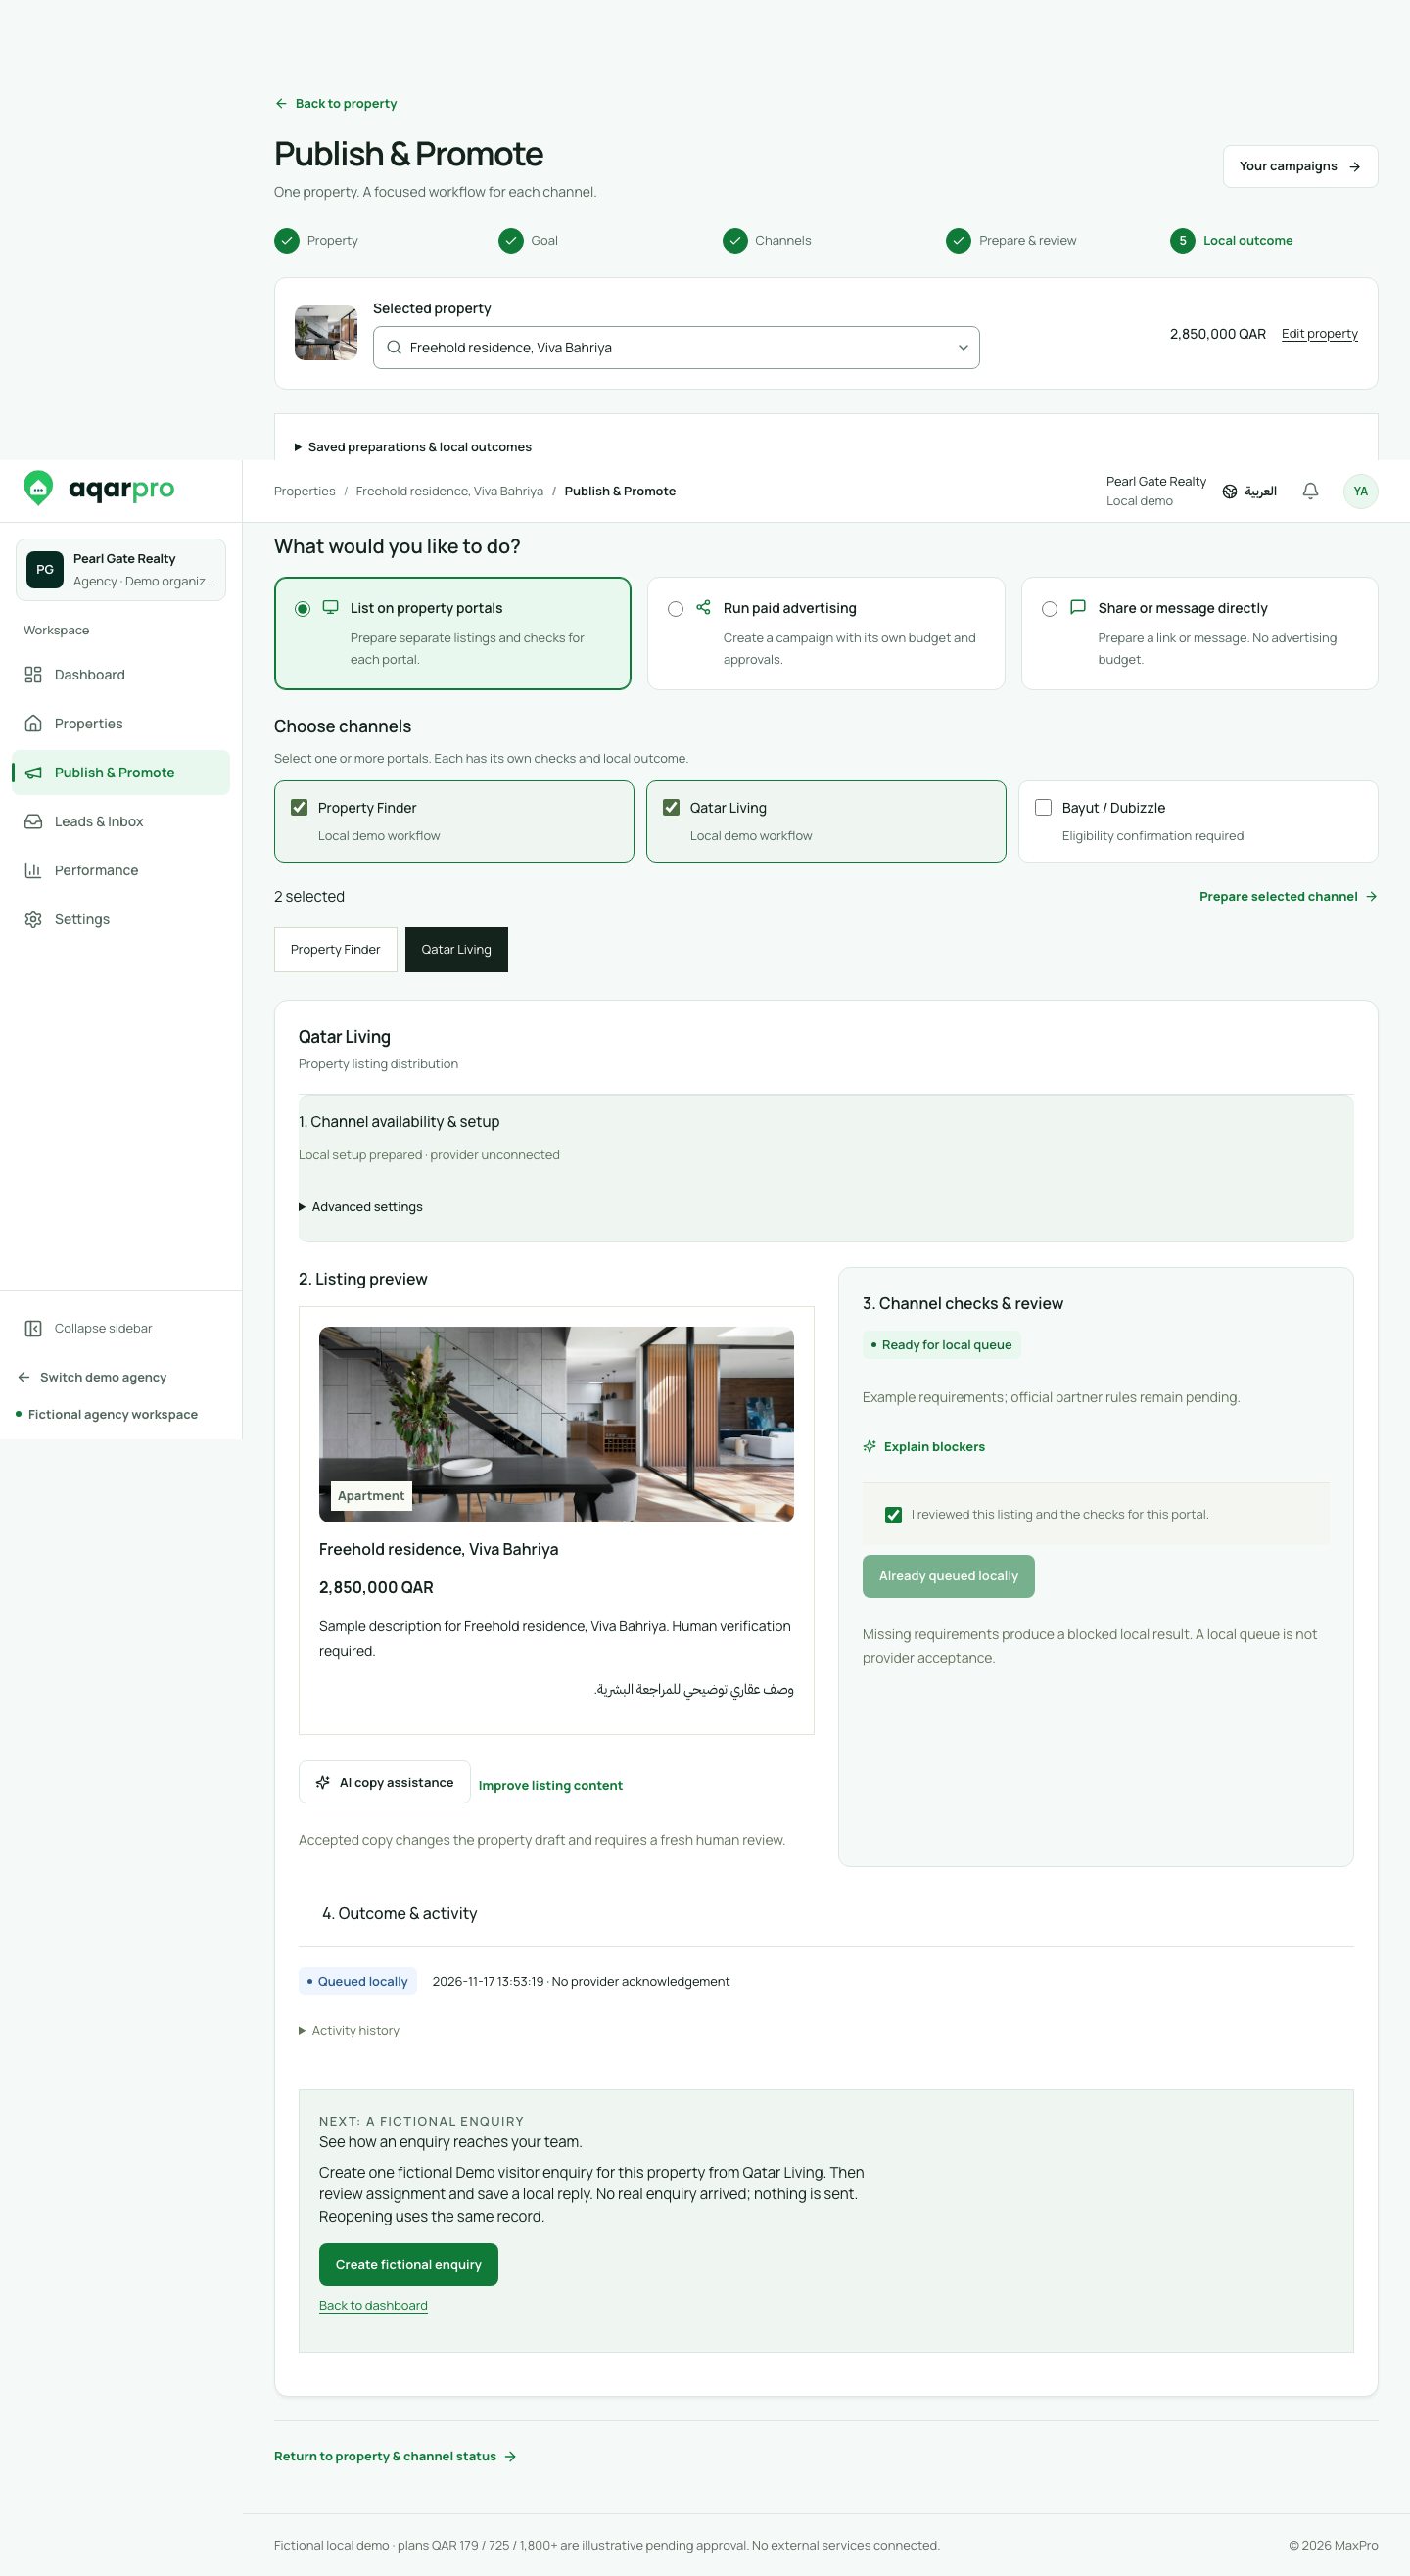 Back to property
Publish & Promote
One property. A focused workflow for each channel.
Your campaigns
Property
Goal
Channels
Prepare & review
5
Local outcome
Selected property
Freehold residence, Viva Bahriya
2,850,000 QAR
Edit property
Saved preparations & local outcomes
aqarpro
Properties / Freehold residence, Viva Bahriya / Publish & Promote
Pearl Gate Realty
Local demo
العربية
YA
PG
Pearl Gate Realty
Agency · Demo organiz...
Workspace
Dashboard
Properties
Publish & Promote
Leads & Inbox
Performance
Settings
Collapse sidebar
Switch demo agency
Fictional agency workspace
What would you like to do?
List on property portals
Prepare separate listings and checks for
each portal.
Run paid advertising
Create a campaign with its own budget and
approvals.
Share or message directly
Prepare a link or message. No advertising
budget.
Choose channels
Select one or more portals. Each has its own checks and local outcome.
Property Finder
Local demo workflow
Qatar Living
Local demo workflow
Bayut / Dubizzle
Eligibility confirmation required
2 selected
Prepare selected channel
Property Finder
Qatar Living
Qatar Living
Property listing distribution
1. Channel availability & setup
Local setup prepared · provider unconnected
Advanced settings
2. Listing preview
Apartment
Freehold residence, Viva Bahriya
2,850,000 QAR
Sample description for Freehold residence, Viva Bahriya. Human verification
required.
وصف عقاري توضيحي للمراجعة البشرية.
AI copy assistance
Improve listing content
Accepted copy changes the property draft and requires a fresh human review.
3. Channel checks & review
Ready for local queue
Example requirements; official partner rules remain pending.
Explain blockers
I reviewed this listing and the checks for this portal.
Already queued locally
Missing requirements produce a blocked local result. A local queue is not
provider acceptance.
4. Outcome & activity
Queued locally
2026-11-17 13:53:19 · No provider acknowledgement
Activity history
NEXT: A FICTIONAL ENQUIRY
See how an enquiry reaches your team.
Create one fictional Demo visitor enquiry for this property from Qatar Living. Then
review assignment and save a local reply. No real enquiry arrived; nothing is sent.
Reopening uses the same record.
Create fictional enquiry
Back to dashboard
Return to property & channel status
Fictional local demo · plans QAR 179 / 725 / 1,800+ are illustrative pending approval. No external services connected.
© 2026 MaxPro